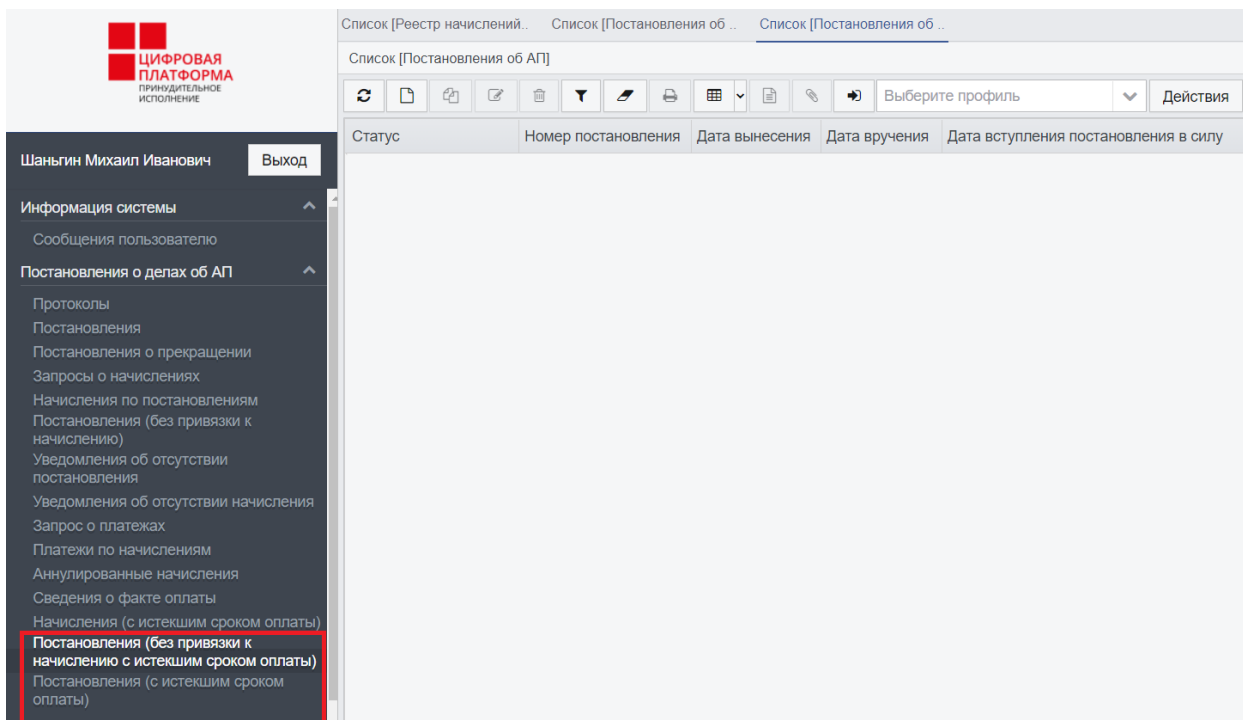 ЦИФРОВАЯ
ПЛАТФОРМА
ПРИНУДИТЕЛЬНОЕ
ИСПОЛНЕНИЕ
Шаньгин Михаил Иванович Выход
Информация системы
Сообщения пользователю
Постановления о делах об АП
Протоколы
Постановления
Постановления о прекращении
Запросы о начислениях
Начисления по постановлениям
Постановления (без привязки к
начислению)
Уведомления об отсутствии
постановления
Уведомления об отсутствии начисления
Запрос о платежах
Платежи по начислениям
Аннулированные начисления
Сведения о факте оплаты
Начисления (с истекшим сроком оплаты)
Постановления (без привязки к
начислению с истекшим сроком оплаты)
Постановления (с истекшим сроком
оплаты)
Список [Реестр начислений.. Список [Постановления об .. Список [Постановления об ..
Список [Постановления об АП]
Выберите профиль Действия
Статус Номер постановления Дата вынесения Дата вручения Дата вступления постановления в силу